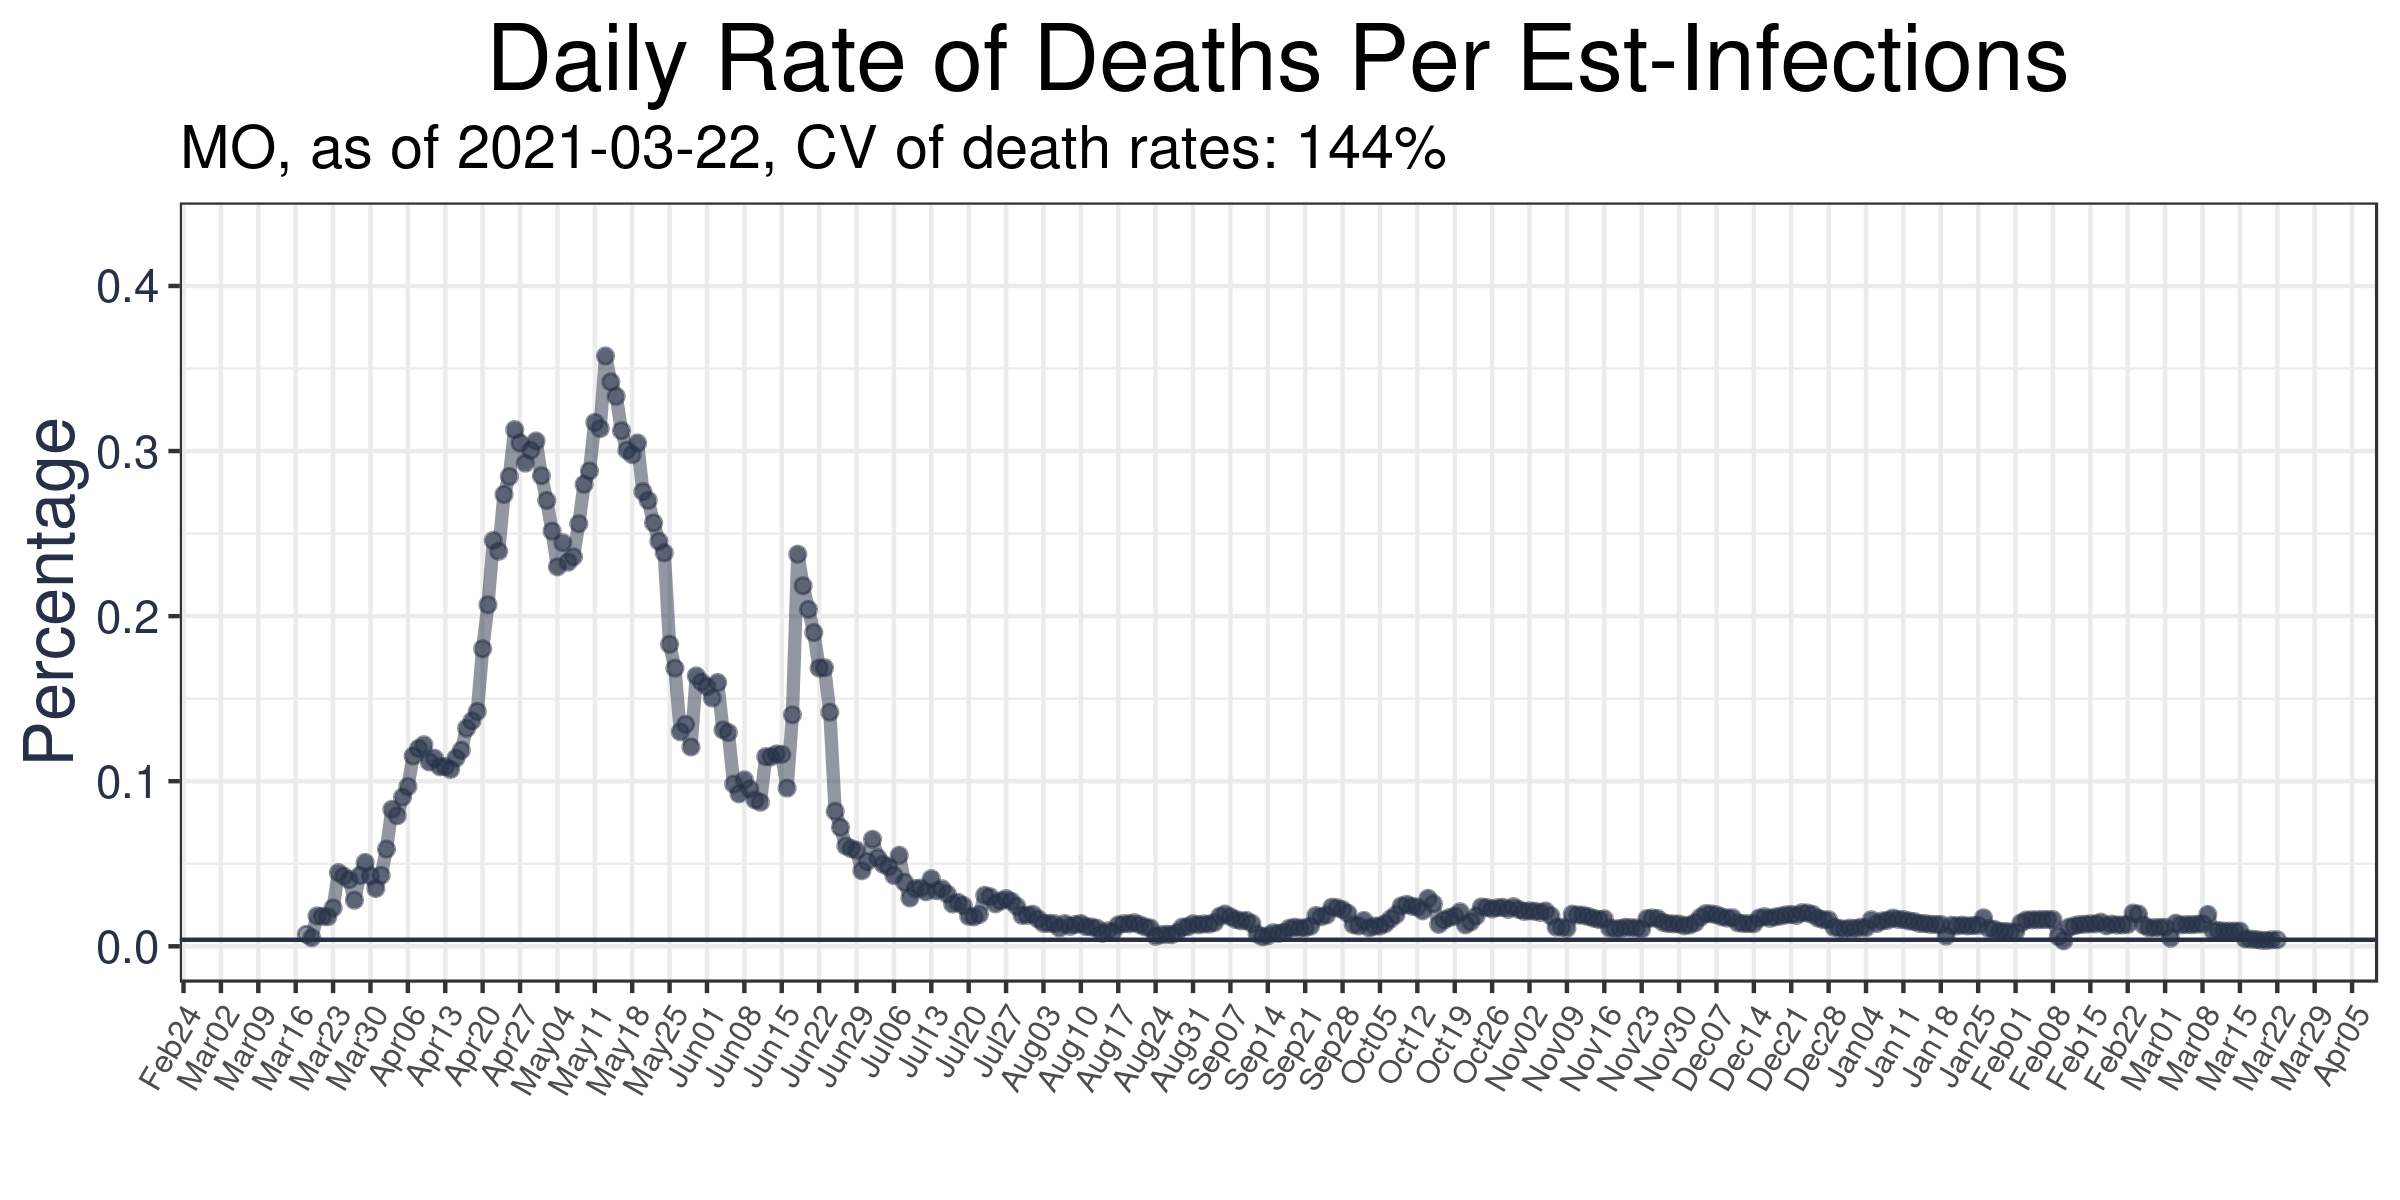 Daily Rate of Deaths Per Est-Infections
MO, as of 2021-03-22, CV of death rates: 144%
Percentage
0.4
0.3
0.2
0.1
0.0
Feb24
Mar02
Mar09
Mar16
Mar23
Mar30
Apr06
Apr13
Apr20
Apr27
May04
May11
May18
May25
Jun01
Jun08
Jun15
Jun22
Jun29
Jul06
Jul13
Jul20
Jul27
Aug03
Aug10
Aug17
Aug24
Aug31
Sep07
Sep14
Sep21
Sep28
Oct05
Oct12
Oct19
Oct26
Nov02
Nov09
Nov16
Nov23
Nov30
Dec07
Dec14
Dec21
Dec28
Jan04
Jan11
Jan18
Jan25
Feb01
Feb08
Feb15
Feb22
Mar01
Mar08
Mar15
Mar22
Mar29
Apr05